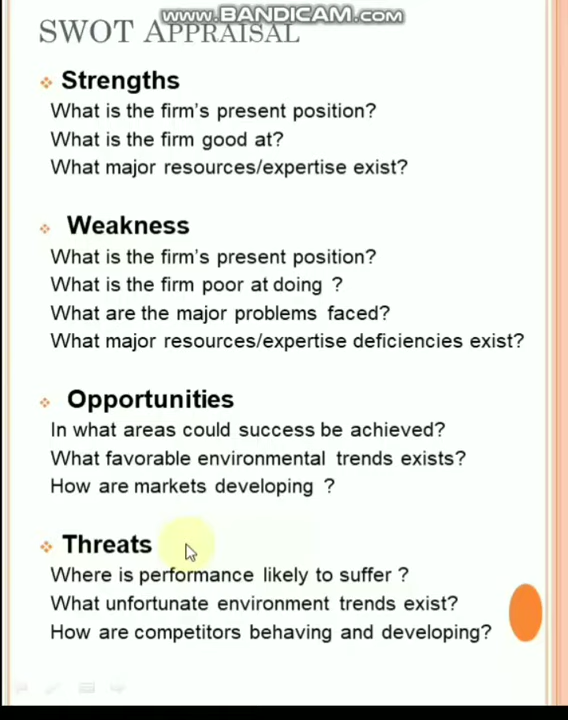 www.BANDICAM.com
SWOT APPRAISAL
Strengths
What is the firm's present position?
What is the firm good at?
What major resources/expertise exist?
Weakness
What is the firm's present position?
What is the firm poor at doing ?
What are the major problems faced?
What major resources/expertise deficiencies exist?
Opportunities
In what areas could success be achieved?
What favorable environmental trends exists?
How are markets developing ?
Threats
Where is performance likely to suffer ?
What unfortunate environment trends exist?
How are competitors behaving and developing?